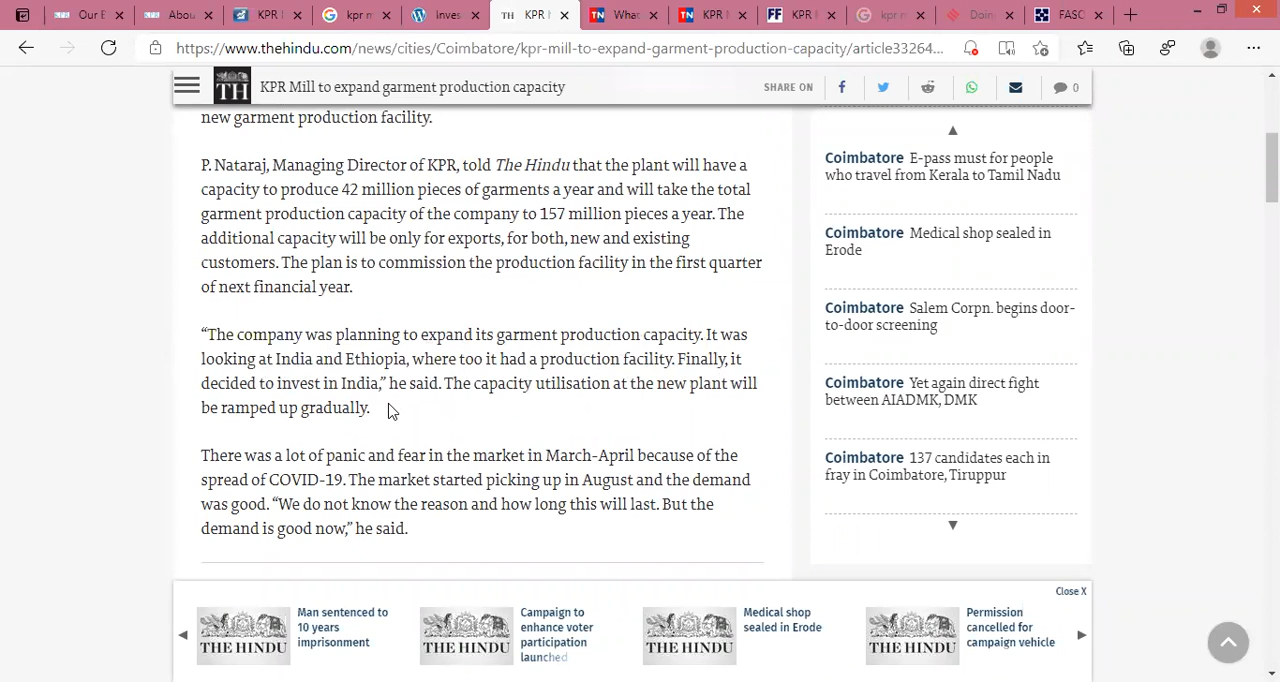 Our E
Abou
KPR I
kpr m
Inves
TH KPR M
What
KPR M
KPR I
kpr m
Doin
FASC
https://www.thehindu.com/news/cities/Coimbatore/kpr-mill-to-expand-garment-production-capacity/article33264...
TH
KPR Mill to expand garment production capacity
SHARE ON
0
new garment production facility.
P. Nataraj, Managing Director of KPR, told The Hindu that the plant will have a
capacity to produce 42 million pieces of garments a year and will take the total
garment production capacity of the company to 157 million pieces a year. The
additional capacity will be only for exports, for both, new and existing
customers. The plan is to commission the production facility in the first quarter
of next financial year.
“The company was planning to expand its garment production capacity. It was
looking at India and Ethiopia, where too it had a production facility. Finally, it
decided to invest in India,” he said. The capacity utilisation at the new plant will
be ramped up gradually.
There was a lot of panic and fear in the market in March-April because of the
spread of COVID-19. The market started picking up in August and the demand
was good. “We do not know the reason and how long this will last. But the
demand is good now,” he said.
Coimbatore E-pass must for people
who travel from Kerala to Tamil Nadu
Coimbatore Medical shop sealed in
Erode
Coimbatore Salem Corpn. begins door-
to-door screening
Coimbatore Yet again direct fight
between AIADMK, DMK
Coimbatore 137 candidates each in
fray in Coimbatore, Tiruppur
Close X
THE HINDU
Man sentenced to
10 years
imprisonment
THE HINDU
Campaign to
enhance voter
participation
launched
THE HINDU
Medical shop
sealed in Erode
THE HINDU
Permission
cancelled for
campaign vehicle